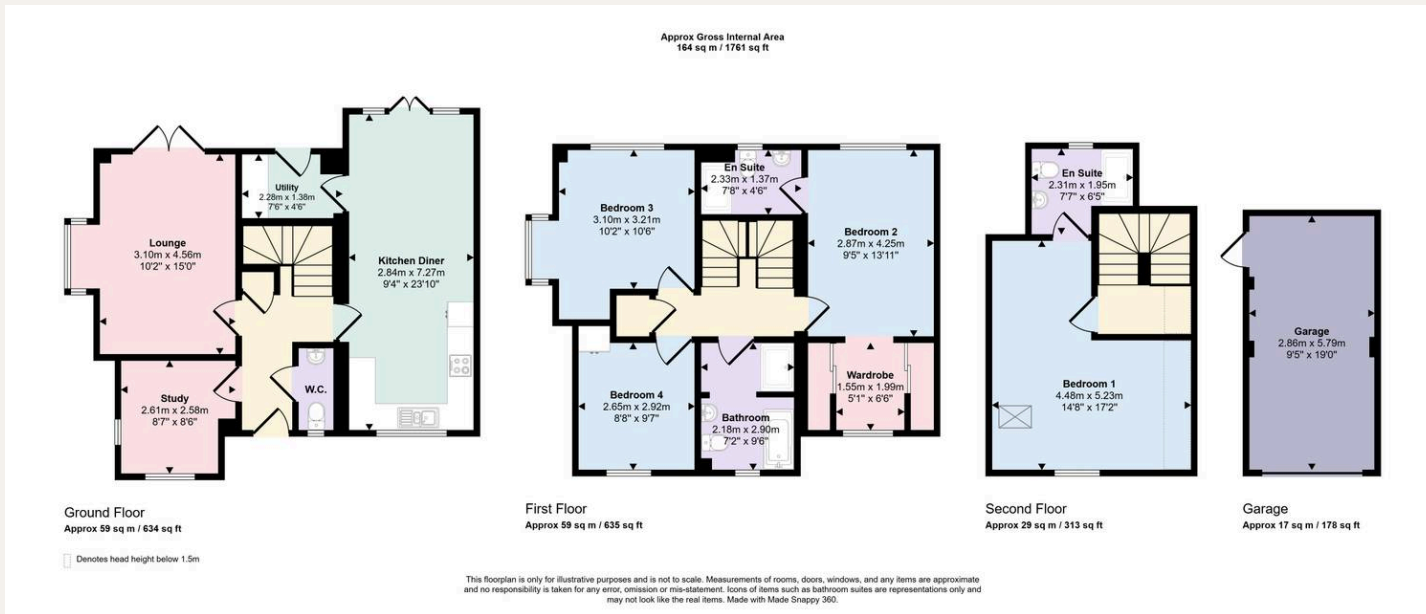 Approx Gross Internal Area
164 sq m / 1761 sq ft
Lounge
3.10m x 4.56m
10'2" x 15'0"
Utility
2.28m x 1.38m
7'6" x 4'6"
Kitchen Diner
2.84m x 7.27m
9'4" x 23'10"
Study
2.61m x 2.58m
8'7" x 8'6"
W.C.
Ground Floor
Approx 59 sq m / 634 sq ft
Denotes head height below 1.5m
Bedroom 3
3.10m x 3.21m
10'2" x 10'6"
En Suite
2.33m x 1.37m
7'8" x 4'6"
Bedroom 2
2.87m x 4.25m
9'5" x 13'11"
Bedroom 4
2.65m x 2.92m
8'8" x 9'7"
Bathroom
2.18m x 2.90m
7'2" x 9'6"
Wardrobe
1.55m x 1.99m
5'1" x 6'6"
First Floor
Approx 59 sq m / 635 sq ft
En Suite
2.31m x 1.95m
7'7" x 6'5"
Bedroom 1
4.48m x 5.23m
14'8" x 17'2"
Second Floor
Approx 29 sq m / 313 sq ft
Garage
2.86m x 5.79m
9'5" x 19'0"
Garage
Approx 17 sq m / 178 sq ft
This floorplan is only for illustrative purposes and is not to scale. Measurements of rooms, doors, windows, and any items are approximate
and no responsibility is taken for any error, omission or mis-statement. Icons of items such as bathroom suites are representations only and
may not look like the real items. Made with Made Snappy 360.